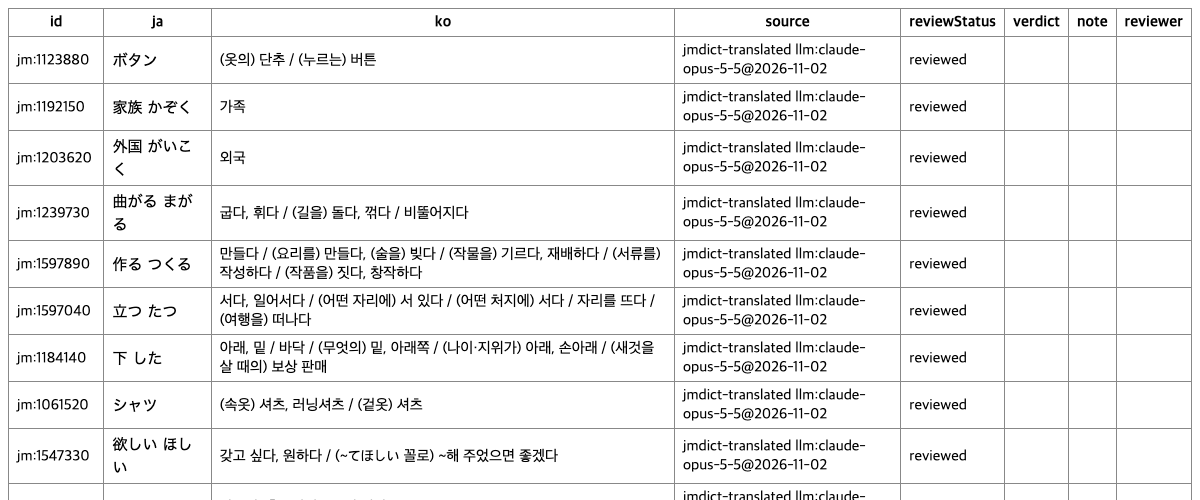 id ja ko source reviewStatus verdict note reviewer
jm:1123880 ボタン (옷의) 단추 / (누르는) 버튼 jmdict-translated llm:claude-
opus-5-5@2026-11-02 reviewed
jm:1192150 家族 かぞく 가족 jmdict-translated llm:claude-
opus-5-5@2026-11-02 reviewed
jm:1203620 外国 がいこ
く 외국 jmdict-translated llm:claude-
opus-5-5@2026-11-02 reviewed
jm:1239730 曲がる まが
る 굽다, 휘다 / (길을) 돌다, 꺾다 / 비뚤어지다 jmdict-translated llm:claude-
opus-5-5@2026-11-02 reviewed
jm:1597890 作る つくる 만들다 / (요리를) 만들다, (술을) 빚다 / (작물을) 기르다, 재배하다 / (서류를)
작성하다 / (작품을) 짓다, 창작하다 jmdict-translated llm:claude-
opus-5-5@2026-11-02 reviewed
jm:1597040 立つ たつ 서다, 일어서다 / (어떤 자리에) 서 있다 / (어떤 처지에) 서다 / 자리를 뜨다 /
(여행을) 떠나다 jmdict-translated llm:claude-
opus-5-5@2026-11-02 reviewed
jm:1184140 下 した 아래, 밑 / 바닥 / (무엇의) 밑, 아래쪽 / (나이·지위가) 아래, 손아래 / (새것을
살 때의) 보상 판매 jmdict-translated llm:claude-
opus-5-5@2026-11-02 reviewed
jm:1061520 シャツ (속옷) 셔츠, 러닝셔츠 / (겉옷) 셔츠 jmdict-translated llm:claude-
opus-5-5@2026-11-02 reviewed
jm:1547330 欲しい ほし
い 갖고 싶다, 원하다 / (~てほしい 꼴로) ~해 주었으면 좋겠다 jmdict-translated llm:claude-
opus-5-5@2026-11-02 reviewed
jmdict-translated llm:claude-